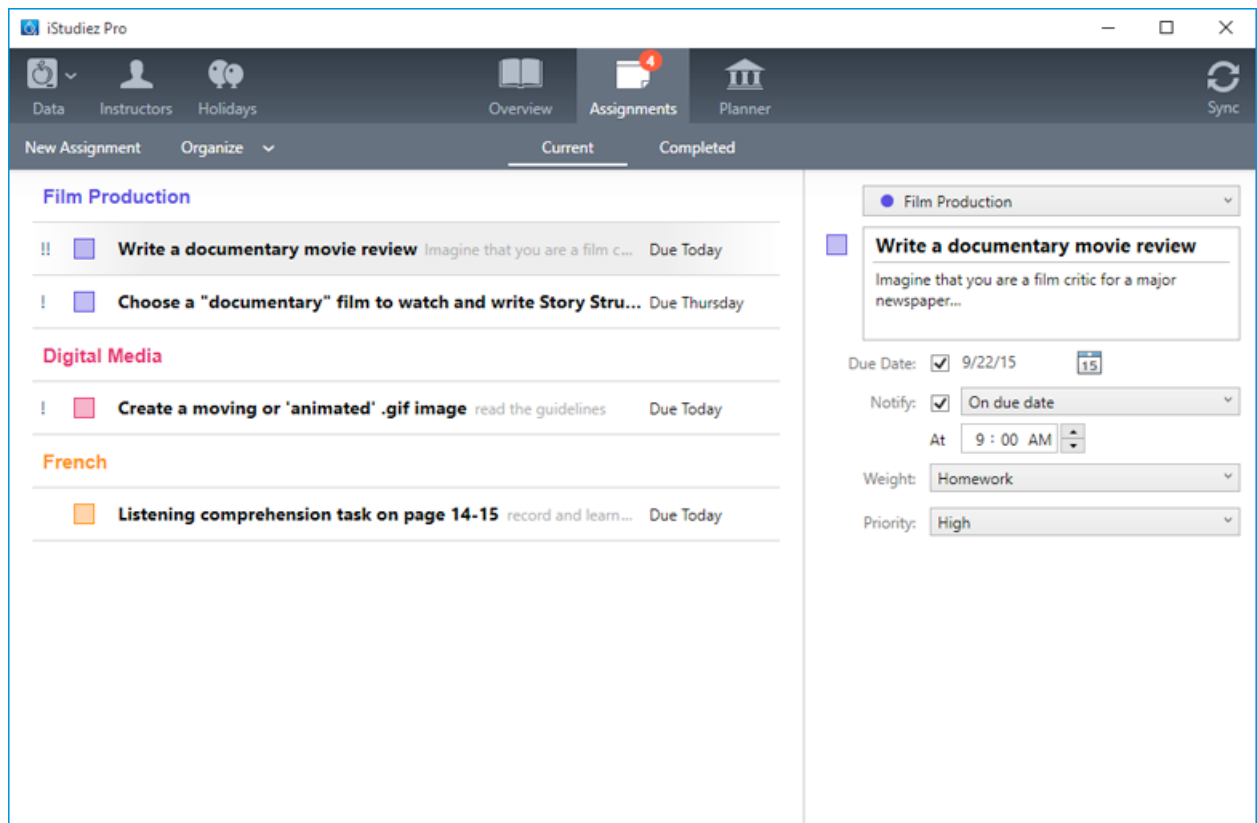 iStudiez Pro
Data
Instructors
Holidays
Overview
4
Assignments
Planner
Sync
New Assignment
Organize
Current
Completed
Film Production
!! Write a documentary movie review Imagine that you are a film c... Due Today
! Choose a "documentary" film to watch and write Story Stru... Due Thursday
Digital Media
! Create a moving or 'animated' .gif image read the guidelines Due Today
French
Listening comprehension task on page 14-15 record and learn... Due Today
Film Production
Write a documentary movie review
Imagine that you are a film critic for a major
newspaper...
Due Date: 9/22/15 15
Notify: On due date
At 9 : 00 AM
Weight: Homework
Priority: High